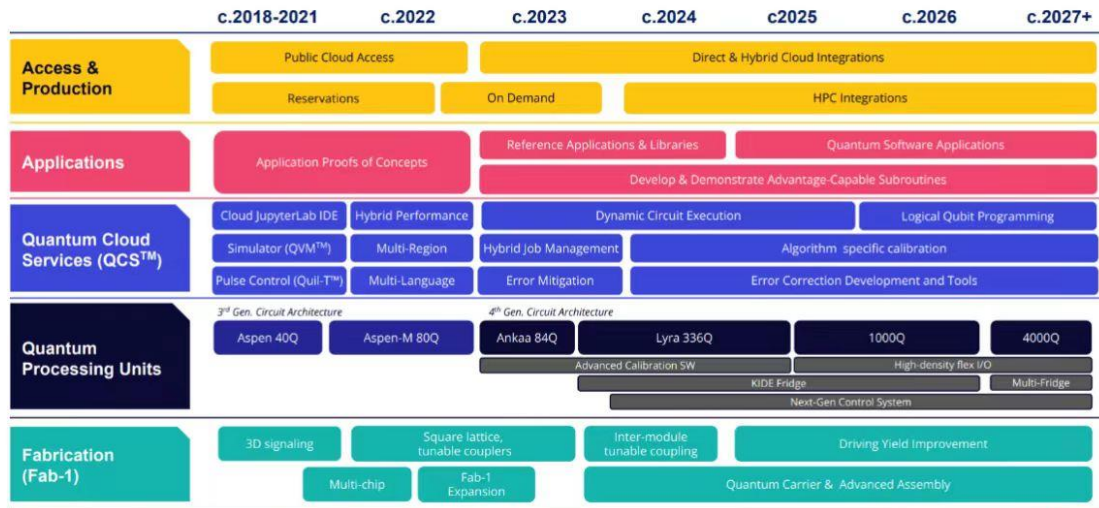 c.2018-2021 c.2022 c.2023 c.2024 c2025 c.2026 c.2027+
Access &
Production
Public Cloud Access
Direct & Hybrid Cloud Integrations
Reservations
On Demand
HPC Integrations
Applications
Application Proofs of Concepts
Reference Applications & Libraries
Quantum Software Applications
Develop & Demonstrate Advantage-Capable Subroutines
Quantum Cloud
Services (QCS™)
Cloud JupyterLab IDE
Hybrid Performance
Dynamic Circuit Execution
Logical Qubit Programming
Simulator (QVM™)
Multi-Region
Hybrid Job Management
Algorithm specific calibration
Pulse Control (Quil-T™)
Multi-Language
Error Mitigation
Error Correction Development and Tools
Quantum
Processing Units
3rd Gen. Circuit Architecture
4th Gen. Circuit Architecture
Aspen 40Q
Aspen-M 80Q
Ankaa 84Q
Lyra 336Q
1000Q
4000Q
Advanced Calibration SW
High-density flex I/O
KIDE Fridge
Multi-Fridge
Next-Gen Control System
Fabrication
(Fab-1)
3D signaling
Square lattice,
tunable couplers
Inter-module
tunable coupling
Driving Yield Improvement
Multi-chip
Fab-1
Expansion
Quantum Carrier & Advanced Assembly